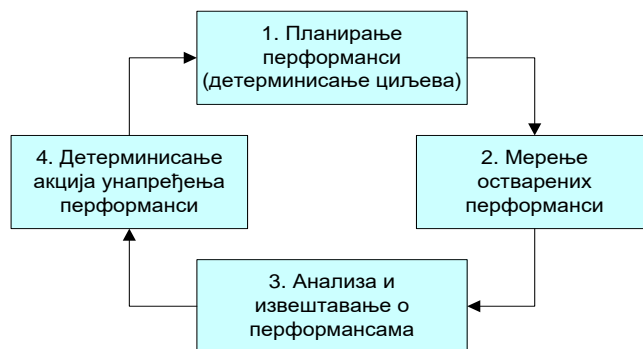 1. Планирање
перформанси
(детерминисање циљева)
2. Мерење
остварених
перформанси
3. Анализа и
извештавање о
перформансама
4. Детерминисање
акција унапређења
перформанси